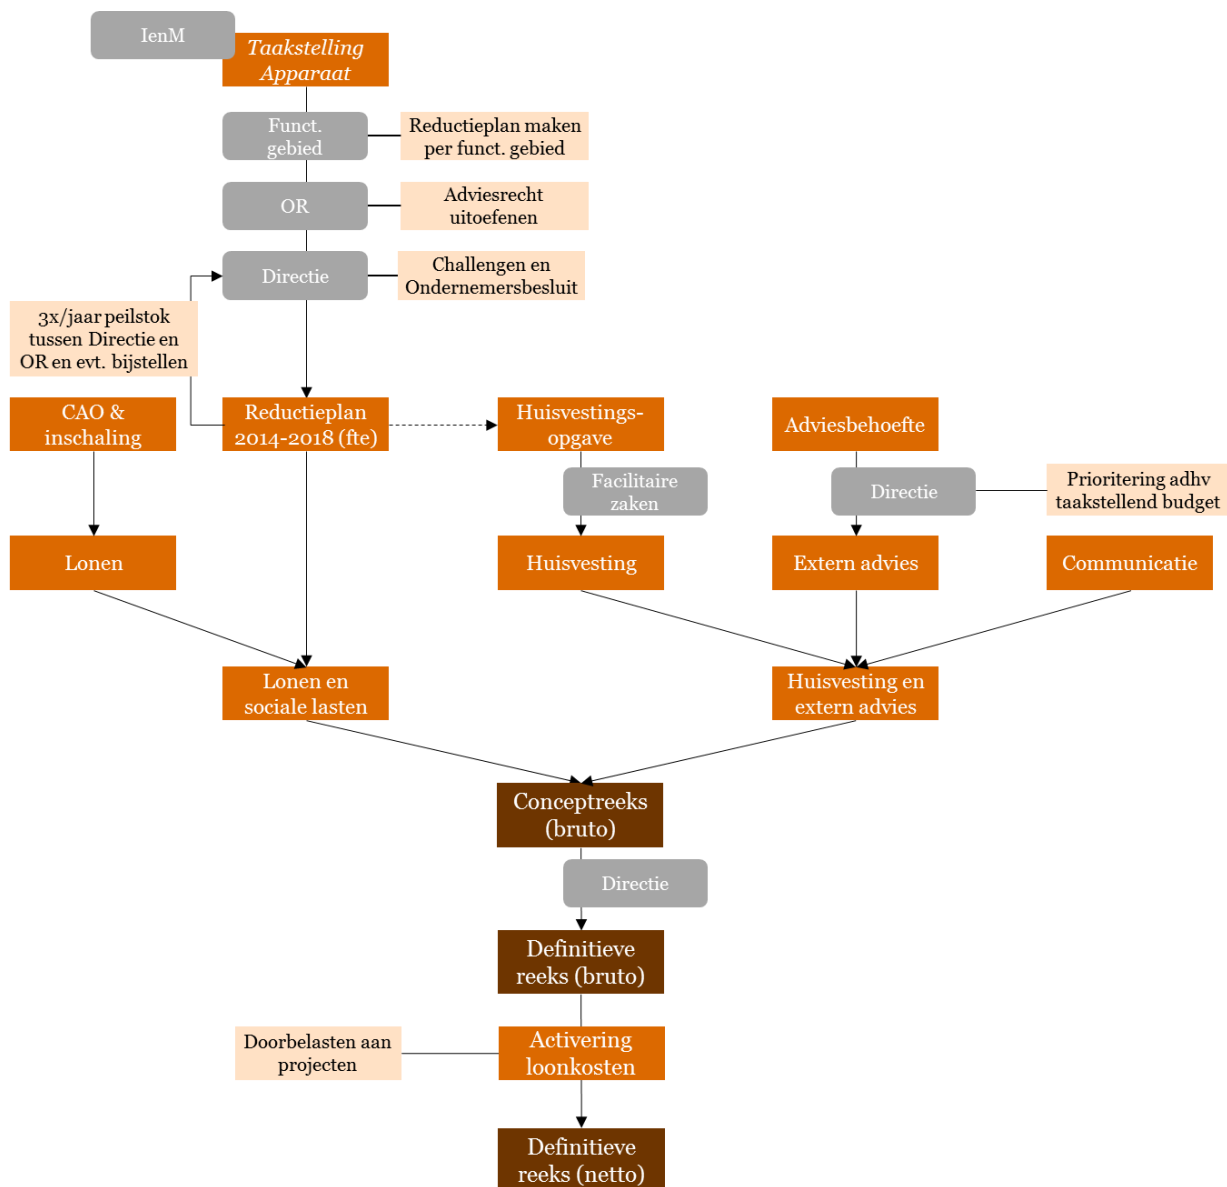 IenM
Taakstelling
Apparaat
Funct.
gebied
Reductieplan maken
per funct. gebied
OR
Adviesrecht
uitoefenen
Directie
Challengen en
Ondernemersbesluit
3x/jaar peilstok
tussen Directie en
OR en evt. bijstellen
CAO &
inschaling
Reductieplan
2014-2018 (fte)
Huisvestings-
opgave
Adviesbehoefte
Facilitaire
zaken
Directie
Prioritering adhv
taakstellend budget
Lonen
Huisvesting
Extern advies
Communicatie
Lonen en
sociale lasten
Huisvesting en
extern advies
Conceptreeks
(bruto)
Directie
Definitieve
reeks (bruto)
Doorbelasten aan
projecten
Activering
loonkosten
Definitieve
reeks (netto)